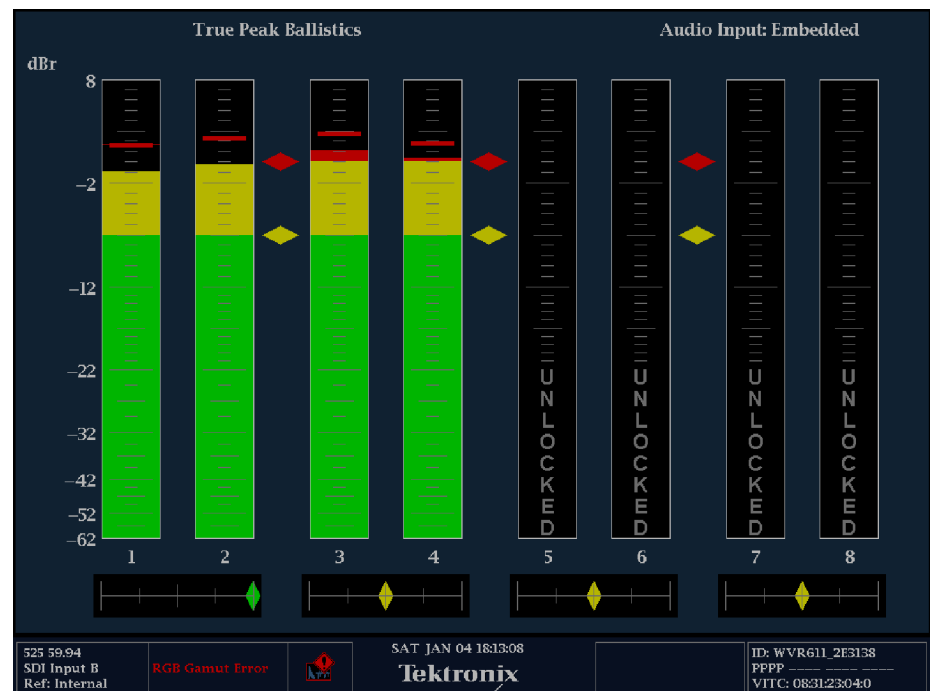 True Peak Ballistics
Audio Input: Embedded
dBr
8
−2
−12
−22
−32
−42
−52
−62
UNLOCKED
UNLOCKED
UNLOCKED
UNLOCKED
1 2 3 4 5 6 7 8
525 59.94
SDI Input B
Ref: Internal
RGB Gamut Error
SAT JAN 04 18:13:08
Tektronix
ID: WVR611_2E3138
PPPP ---- ---- ----
VITC: 08:31:23:04:0